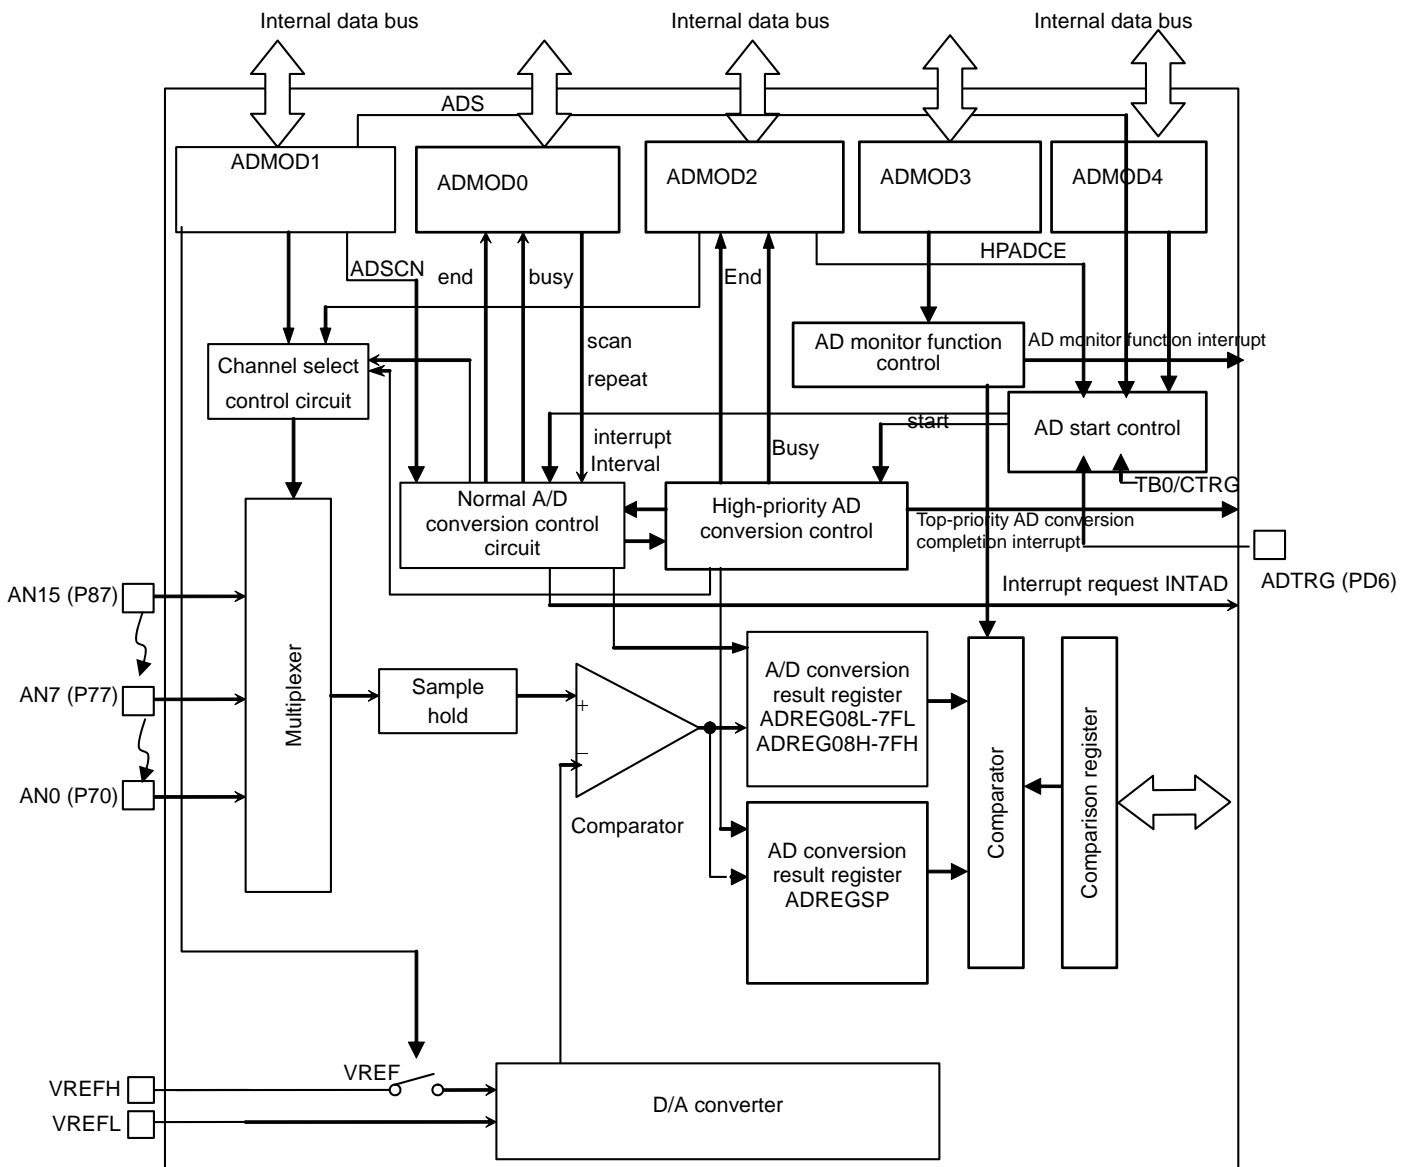 Internal data bus
Internal data bus
Internal data bus
ADS
ADMOD1
ADMOD0
ADMOD2
ADMOD3
ADMOD4
ADSCN
end
busy
End
HPADCE
scan
repeat
AD monitor function
control
AD monitor function interrupt
Channel select
control circuit
start
AD start control
interrupt
Interval
Busy
TB0/CTRG
Normal A/D
conversion control
circuit
High-priority AD
conversion control
Top-priority AD conversion
completion interrupt
ADTRG (PD6)
Interrupt request INTAD
AN15 (P87)
AN7 (P77)
AN0 (P70)
Multiplexer
Sample
hold
+
−
Comparator
A/D conversion
result register
ADREG08L-7FL
ADREG08H-7FH
AD conversion
result register
ADREGSP
Comparator
Comparison register
VREF
VREFH
VREFL
D/A converter